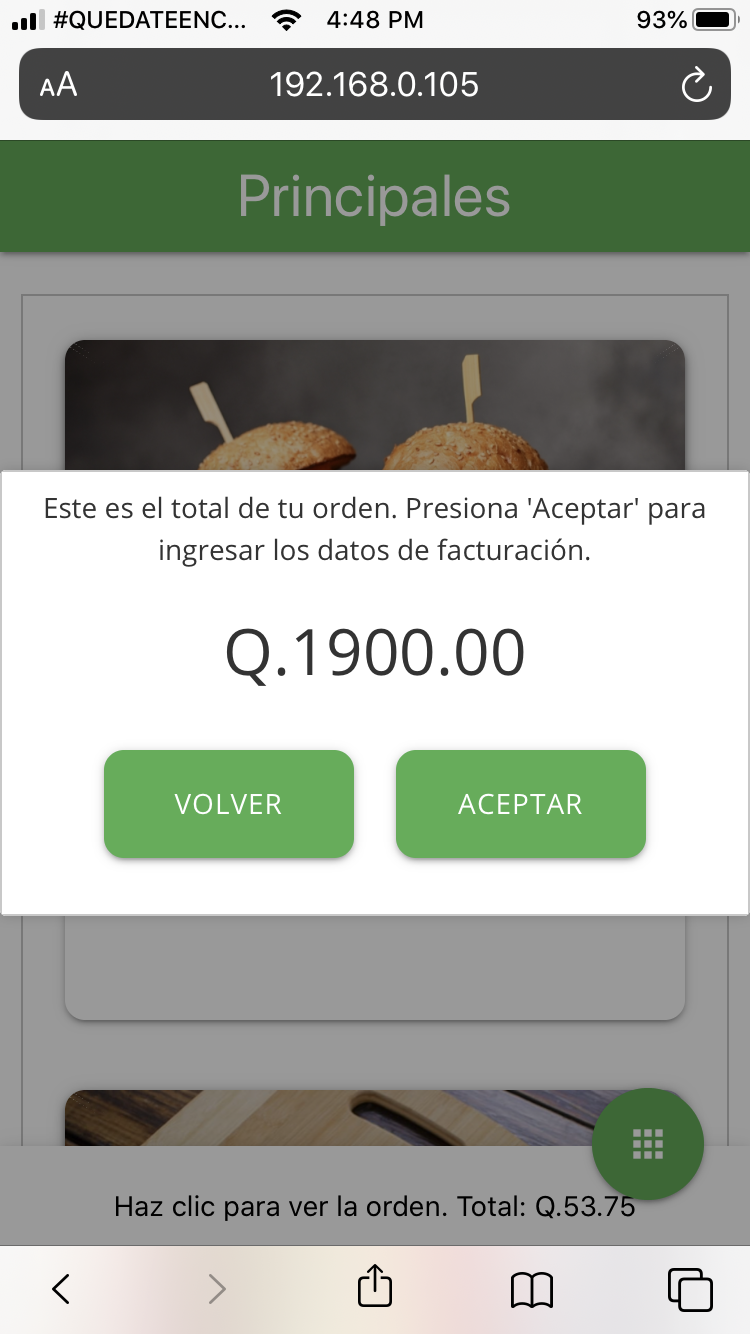 #QUEDATEENC... 4:48 PM 93%
AA 192.168.0.105
Principales
Este es el total de tu orden. Presiona 'Aceptar' para
ingresar los datos de facturación.
Q.1900.00
VOLVER ACEPTAR
Haz clic para ver la orden. Total: Q.53.75